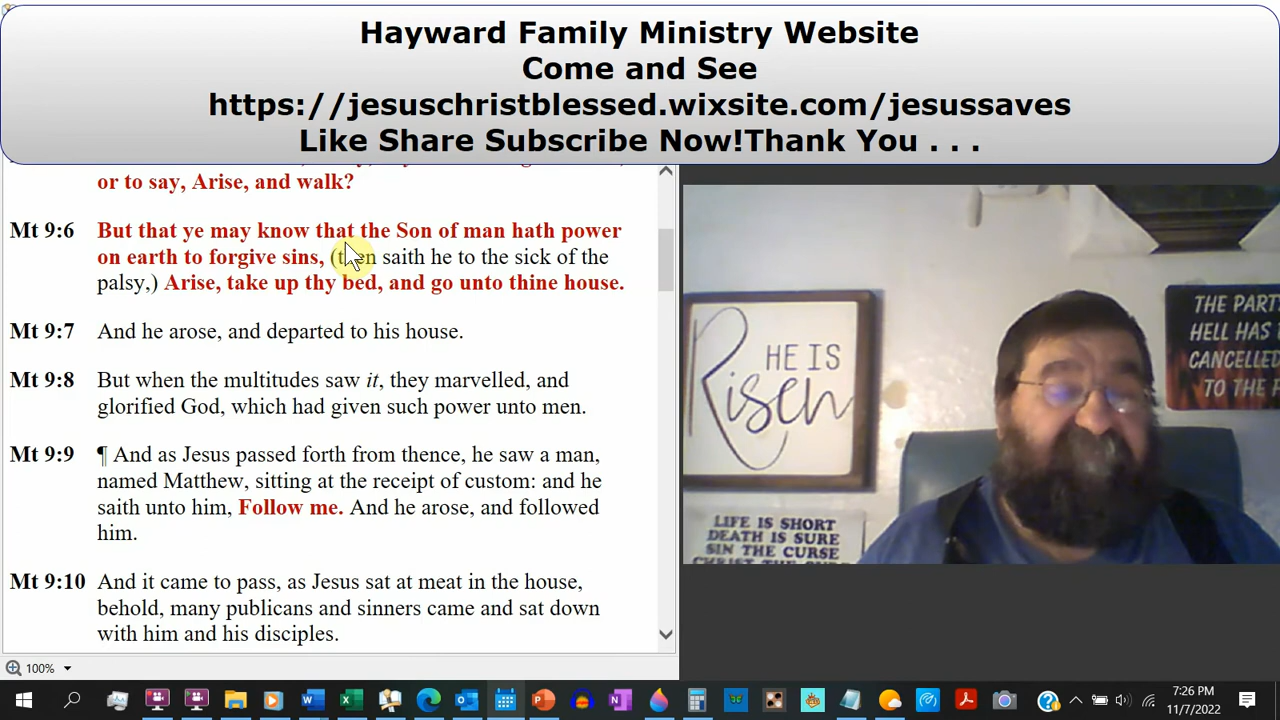 Hayward Family Ministry Website
Come and See
https://jesuschristblessed.wixsite.com/jesussaves
Like Share Subscribe Now!Thank You . . .
or to say, Arise, and walk?
Mt 9:6 But that ye may know that the Son of man hath power
on earth to forgive sins, (then saith he to the sick of the
palsy,) Arise, take up thy bed, and go unto thine house.
Mt 9:7 And he arose, and departed to his house.
Mt 9:8 But when the multitudes saw it, they marvelled, and
glorified God, which had given such power unto men.
Mt 9:9 ¶ And as Jesus passed forth from thence, he saw a man,
named Matthew, sitting at the receipt of custom: and he
saith unto him, Follow me. And he arose, and followed
him.
Mt 9:10 And it came to pass, as Jesus sat at meat in the house,
behold, many publicans and sinners came and sat down
with him and his disciples.
100%
HE IS
Risen
THE PART
HELL HAS
CANCELLED
TO THE F
LIFE IS SHORT
DEATH IS SURE
SIN THE CURSE
7:26 PM
11/7/2022